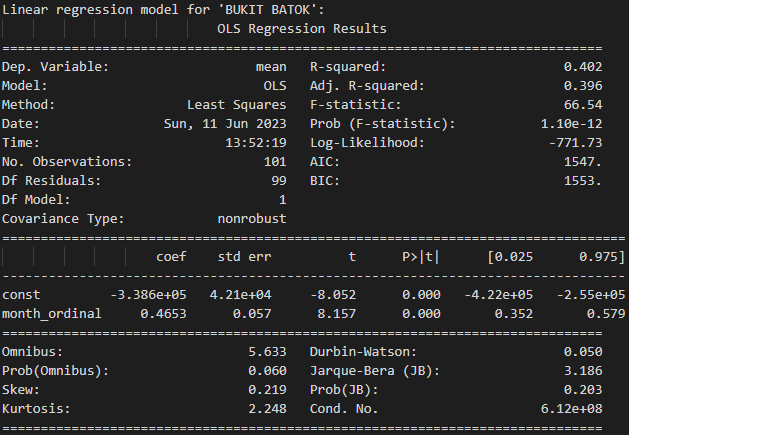 Linear regression model for 'BUKIT BATOK':
OLS Regression Results
==============================================================================
Dep. Variable: mean R-squared: 0.402
Model: OLS Adj. R-squared: 0.396
Method: Least Squares F-statistic: 66.54
Date: Sun, 11 Jun 2023 Prob (F-statistic): 1.10e-12
Time: 13:52:19 Log-Likelihood: -771.73
No. Observations: 101 AIC: 1547.
Df Residuals: 99 BIC: 1553.
Df Model: 1
Covariance Type: nonrobust
=================================================================================
coef std err t P>|t| [0.025 0.975]
---------------------------------------------------------------------------------
const -3.386e+05 4.21e+04 -8.052 0.000 -4.22e+05 -2.55e+05
month_ordinal 0.4653 0.057 8.157 0.000 0.352 0.579
==============================================================================
Omnibus: 5.633 Durbin-Watson: 0.050
Prob(Omnibus): 0.060 Jarque-Bera (JB): 3.186
Skew: 0.219 Prob(JB): 0.203
Kurtosis: 2.248 Cond. No. 6.12e+08
==============================================================================